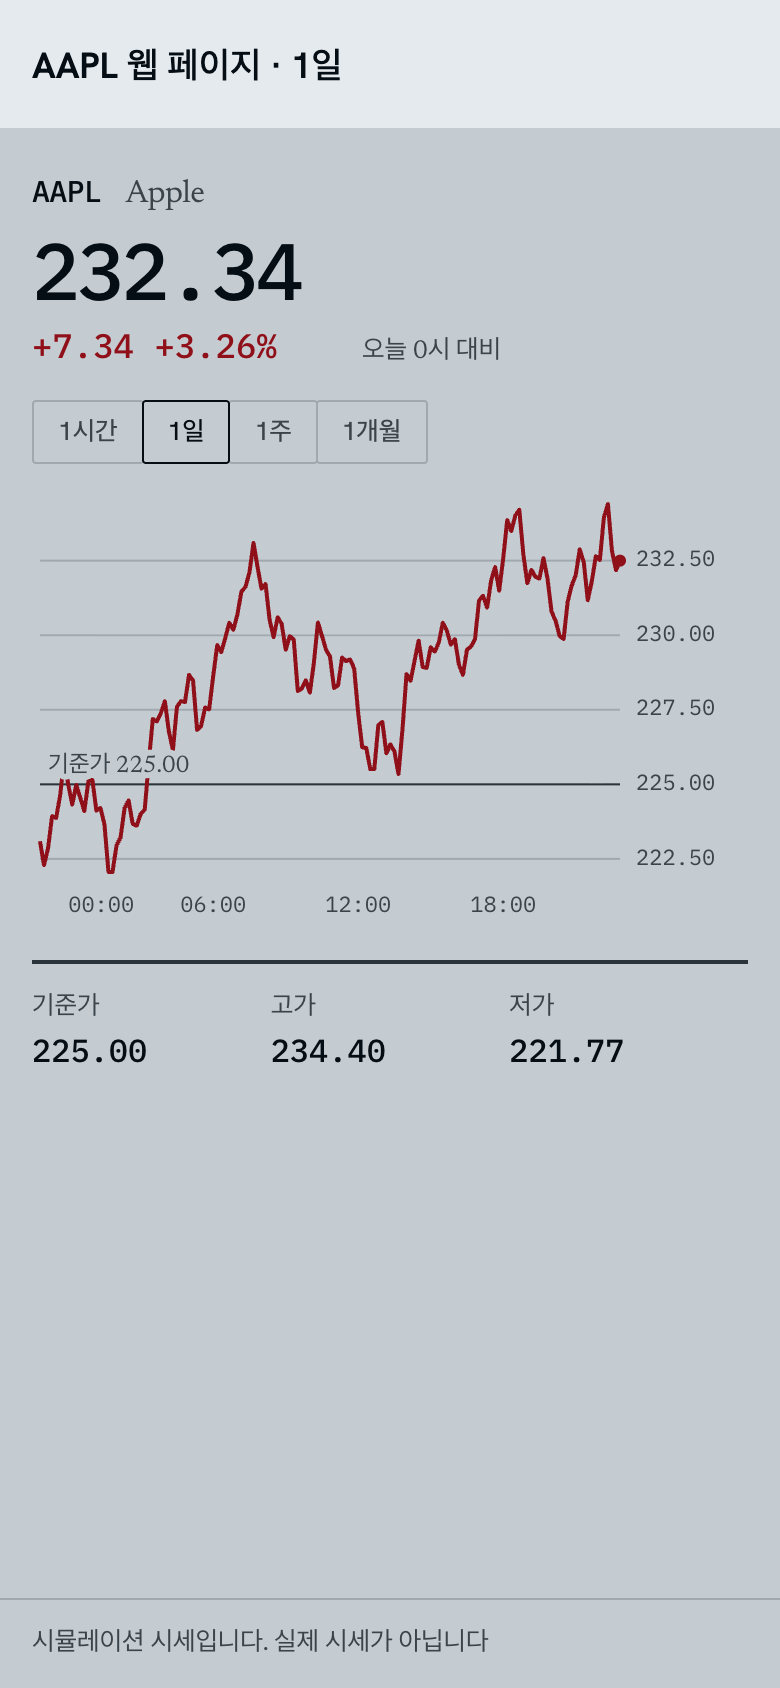 AAPL 웹 페이지 · 1일
AAPL Apple
232.34
+7.34 +3.26% 오늘 0시 대비
1시간 1일 1주 1개월
232.50
230.00
227.50
기준가 225.00
225.00
222.50
00:00 06:00 12:00 18:00
기준가 고가 저가
225.00 234.40 221.77
시뮬레이션 시세입니다. 실제 시세가 아닙니다